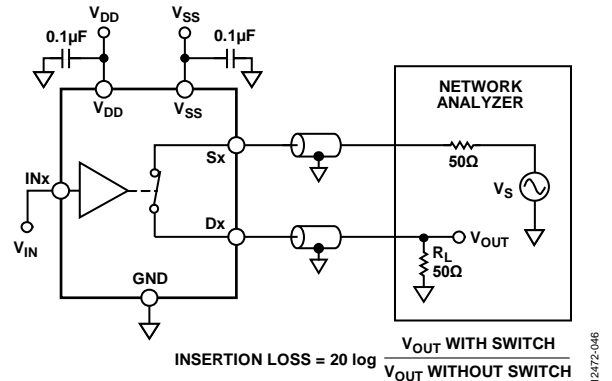 VDD
VSS
0.1µF
0.1µF
VDD
VSS
NETWORK
ANALYZER
Sx
50Ω
VS
INx
Dx
VOUT
RL
50Ω
VIN
GND
INSERTION LOSS = 20 log
VOUT WITH SWITCH
VOUT WITHOUT SWITCH
12472-046